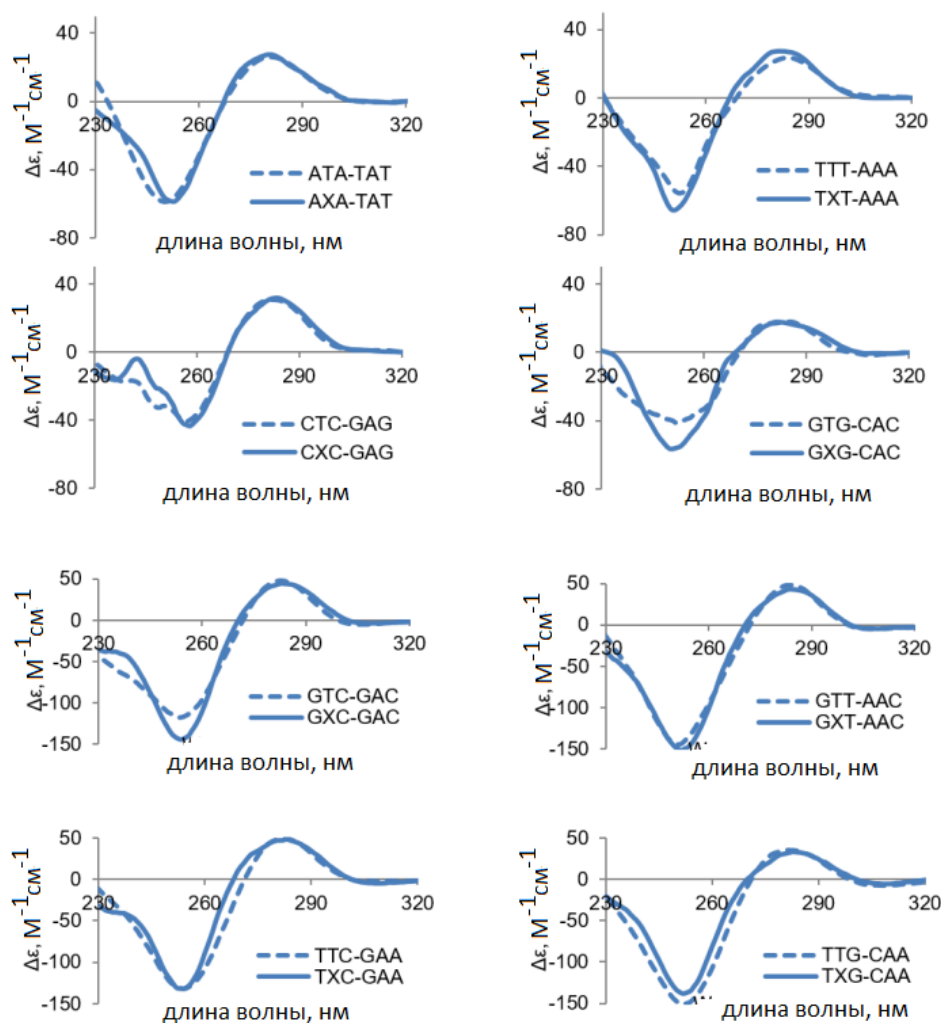 Δε, М⁻¹см⁻¹
40
0
230 260 290 320
-40
-80
ATA-TAT
AXA-TAT
длина волны, нм
Δε, М⁻¹см⁻¹
40
0
230 260 290 320
-40
-80
TTT-AAA
TXT-AAA
длина волны, нм
Δε, М⁻¹см⁻¹
40
0
230 260 290 320
-40
-80
CTC-GAG
CXC-GAG
длина волны, нм
Δε, М⁻¹см⁻¹
40
0
230 260 290 320
-40
-80
GTG-CAC
GXG-CAC
длина волны, нм
Δε, М⁻¹см⁻¹
50
0
230 260 290 320
-50
-100
-150
GTC-GAC
GXC-GAC
длина волны, нм
Δε, М⁻¹см⁻¹
50
0
230 260 290 320
-50
-100
-150
GTT-AAC
GXT-AAC
длина волны, нм
Δε, М⁻¹см⁻¹
50
0
230 260 290 320
-50
-100
-150
TTC-GAA
TXC-GAA
длина волны, нм
Δε, М⁻¹см⁻¹
50
0
230 260 290 320
-50
-100
-150
TTG-CAA
TXG-CAA
длина волны, нм